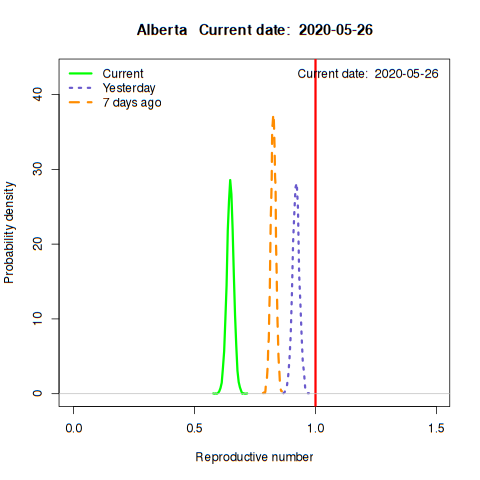 Alberta   Current date:  2020-05-26
Current
Yesterday
7 days ago
Current date:  2020-05-26
Probability density
40
30
20
10
0
0.0 0.5 1.0 1.5
Reproductive number